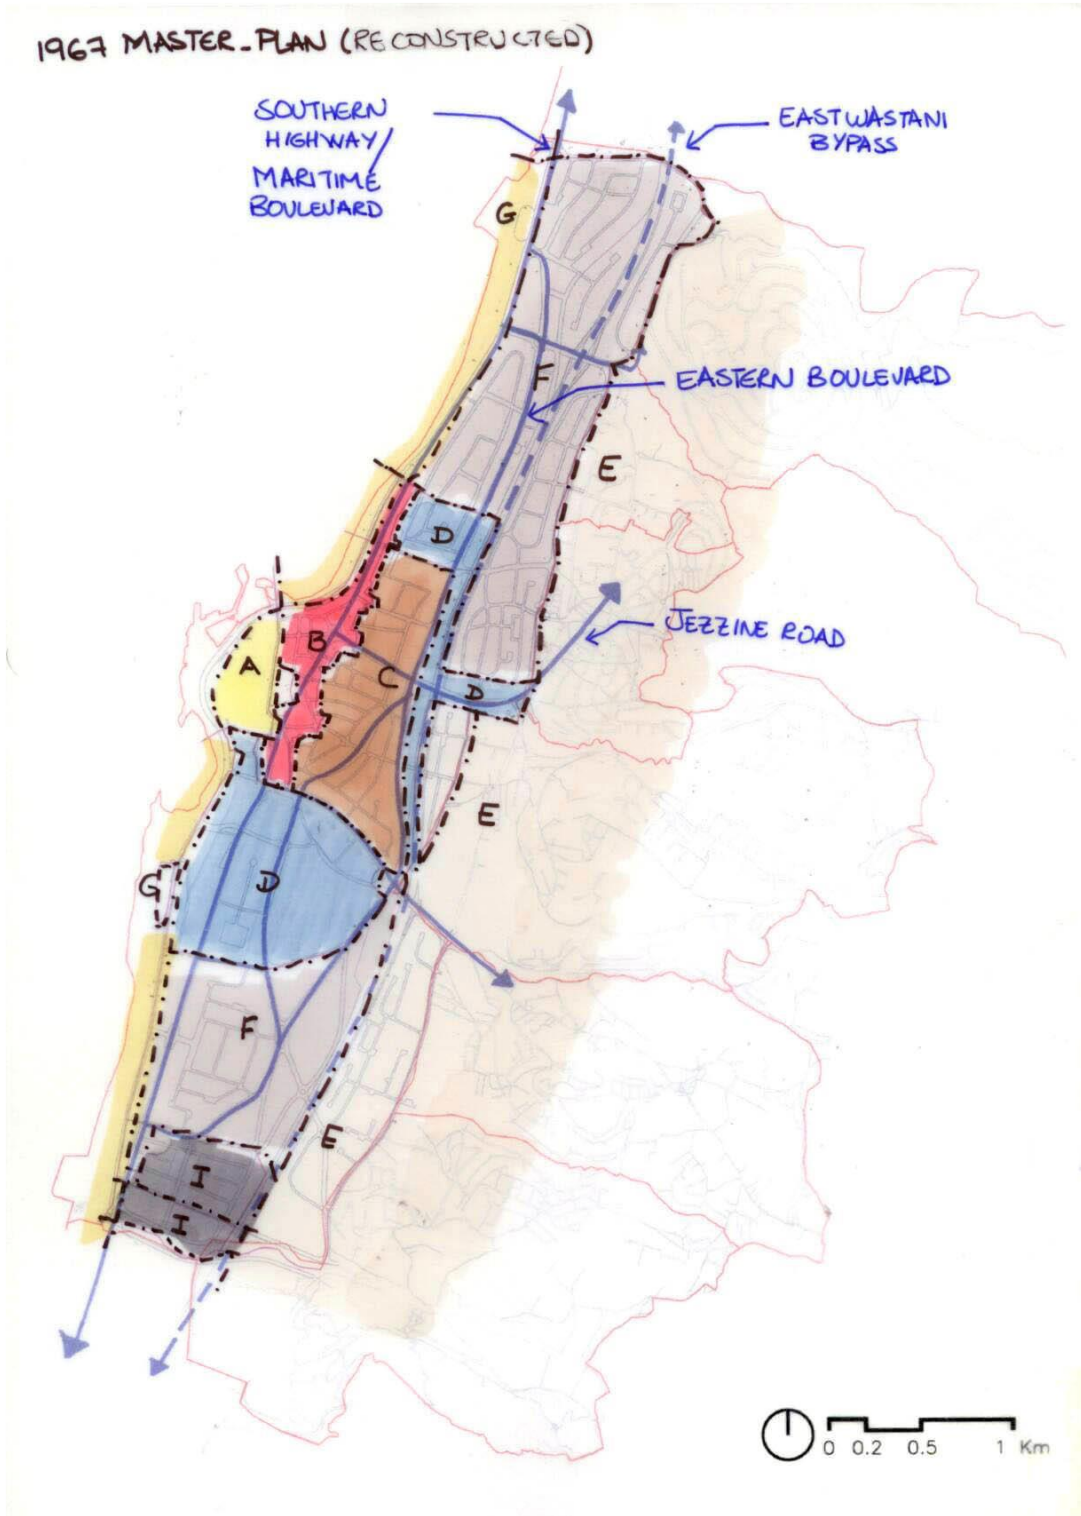 1967 MASTER-PLAN (RECONSTRUCTED)
SOUTHERN
HIGHWAY/
MARITIME
BOULEVARD
EASTWASTANI
BYPASS
G
F
EASTERN BOULEVARD
E
D
JEZZINE ROAD
B
A
C
D
E
G
D
F
E
I
I
0 0.2 0.5 1 Km